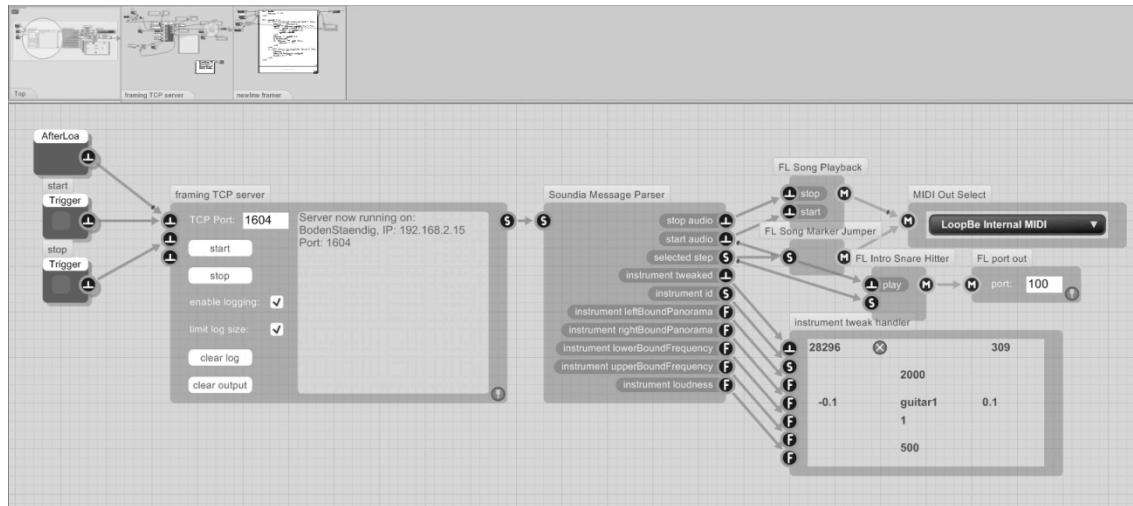 Top
framing TCP server
newline framer
AfterLoa
start
Trigger
stop
Trigger
framing TCP server
TCP Port: 1604
start
stop
enable logging:
limit log size:
clear log
clear output
Server now running on:
BodenStaendig, IP: 192.168.2.15
Port: 1604
S
S
Soundia Message Parser
stop audio
start audio
selected step S
instrument tweaked
instrument id S
instrument leftBoundPanorama F
instrument rightBoundPanorama F
instrument lowerBoundFrequency F
instrument upperBoundFrequency F
instrument loudness F
FL Song Playback
stop M
start
FL Song Marker Jumper
S M
MIDI Out Select
M LoopBe Internal MIDI
FL Intro Snare Hitter
play M
S
FL port out
M port: 100
instrument tweak handler
28296 309
S
2000
F
F -0.1 guitar1 0.1
1
F
500
F
F